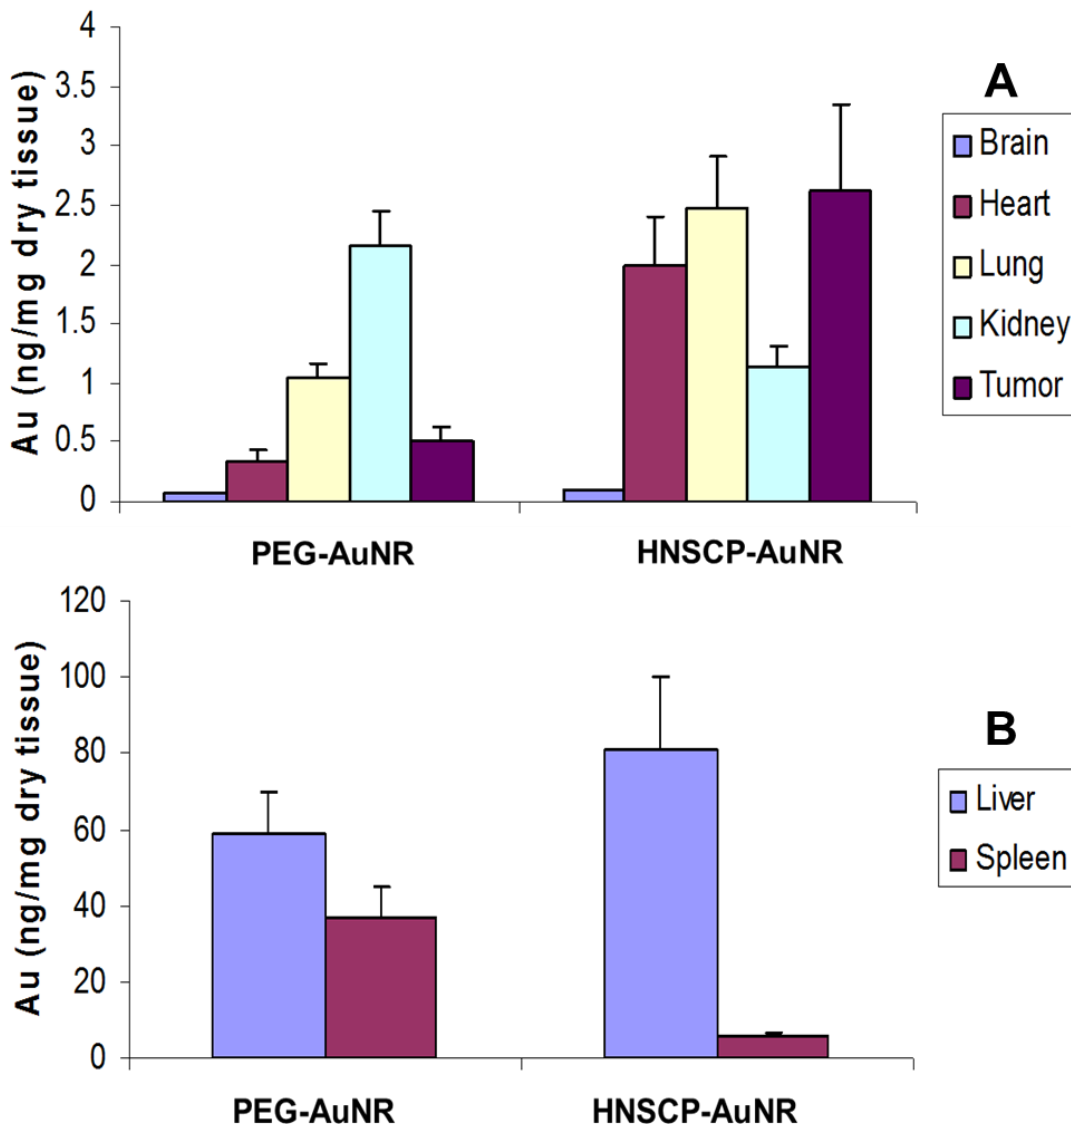 Au (ng/mg dry tissue)
4
3.5
3
2.5
2
1.5
1
0.5
0
PEG-AuNR
HNSCP-AuNR
A
Brain
Heart
Lung
Kidney
Tumor
Au (ng/mg dry tissue)
120
100
80
60
40
20
0
PEG-AuNR
HNSCP-AuNR
B
Liver
Spleen